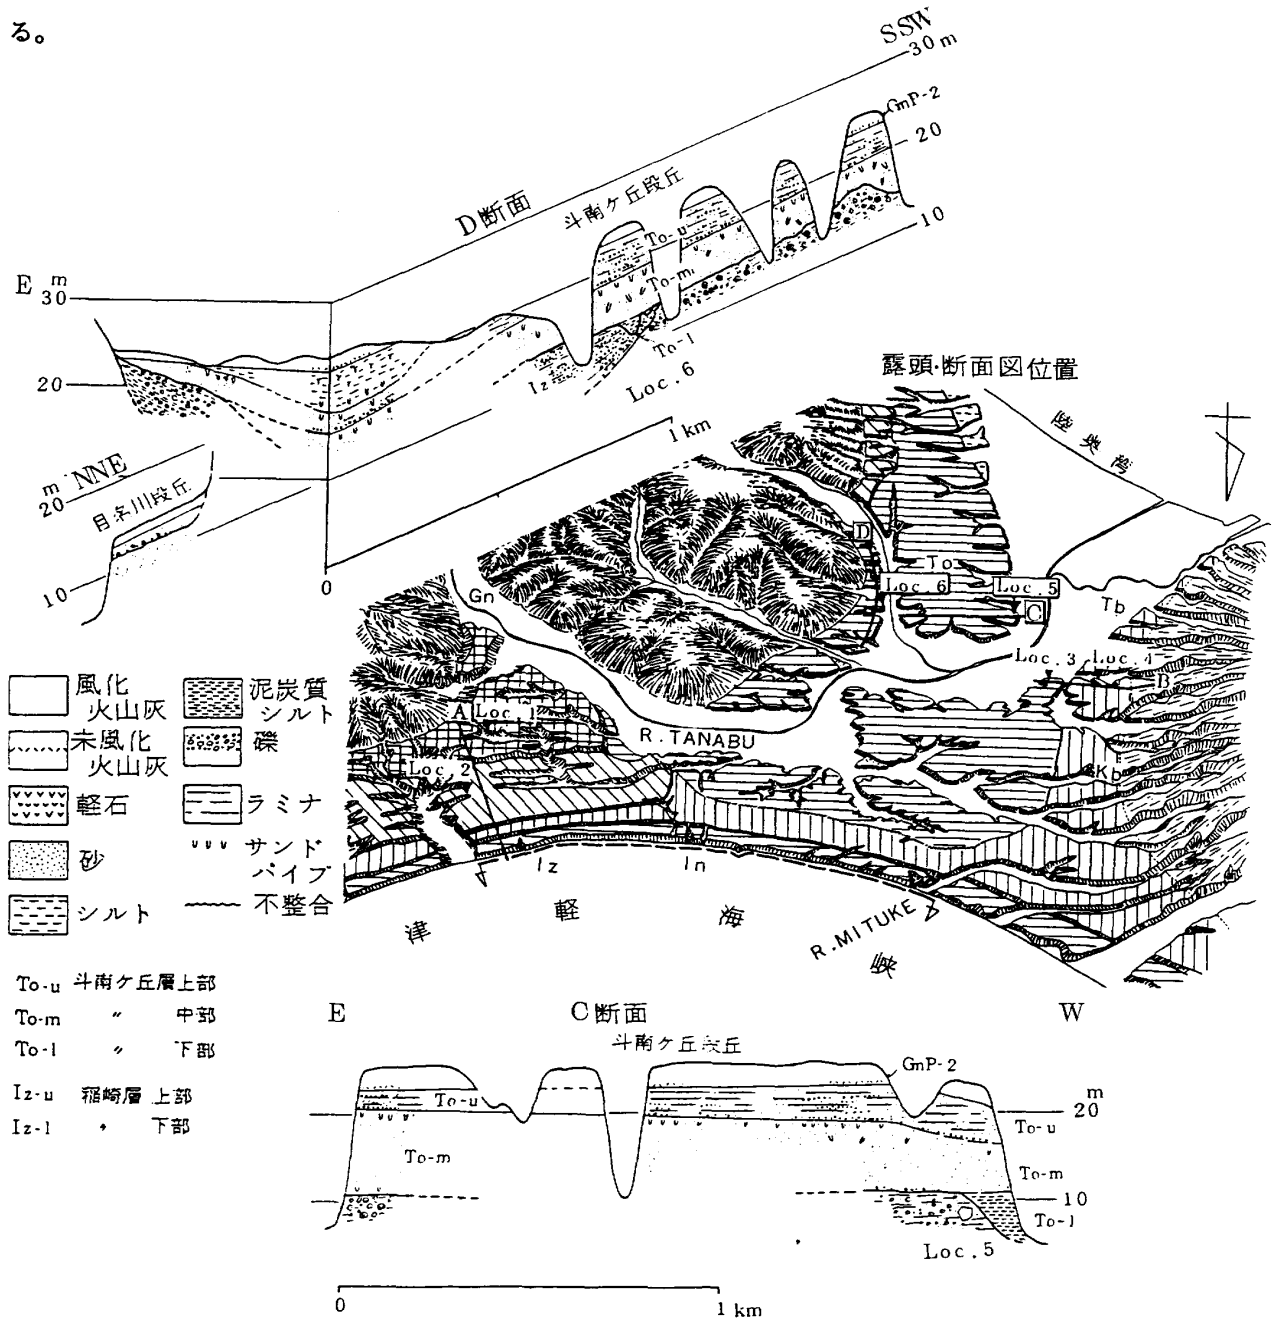 る。
SSW
30 m
GnP-2
20
斗南ケ丘段丘
D断面
To-u
10
E m
30
To-m
To-l
20
Iz
Loc.6
露頭・断面図位置
1 km
陸奥湾
m NNE
20
目名川段丘
10
0
D
To
Loc.6
Loc.5
Gn
C
Tb
Loc.3
Loc.4
B
A
Loc.1
R.TANABU
Loc.2
Kb
Iz
In
津軽海峡
R.MITUKE
風化
火山灰
未風化
火山灰
軽石
砂
シルト
泥炭質
シルト
礫
ラミナ
サンド
パイプ
不整合
To-u 斗南ケ丘層上部
To-m 〃 中部
To-l 〃 下部
Iz-u 稲崎層 上部
Iz-l 〃 下部
E
C断面
W
斗南ケ丘段丘
GnP-2
m
20
To-u
To-u
To-m
To-m
10
To-l
Loc.5
0
1 km